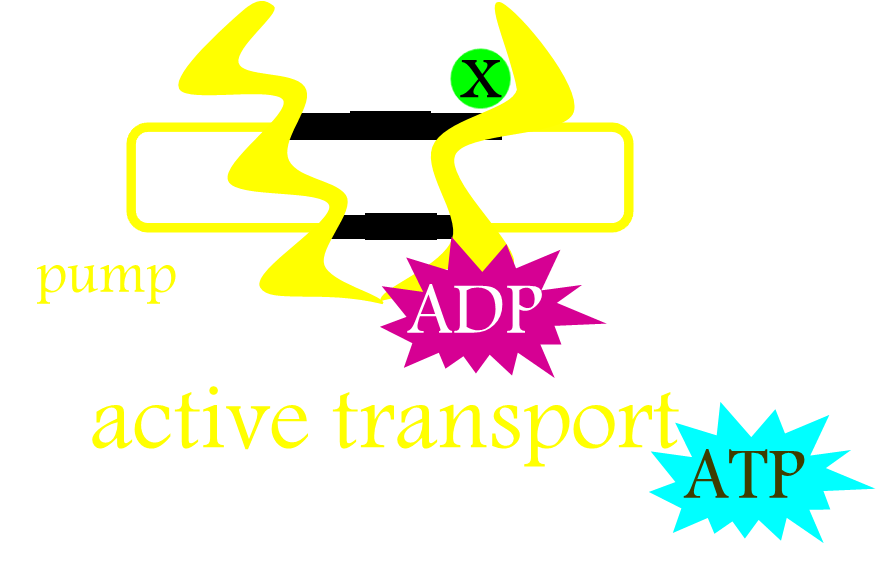 X
pump
ADP
active transport
ATP